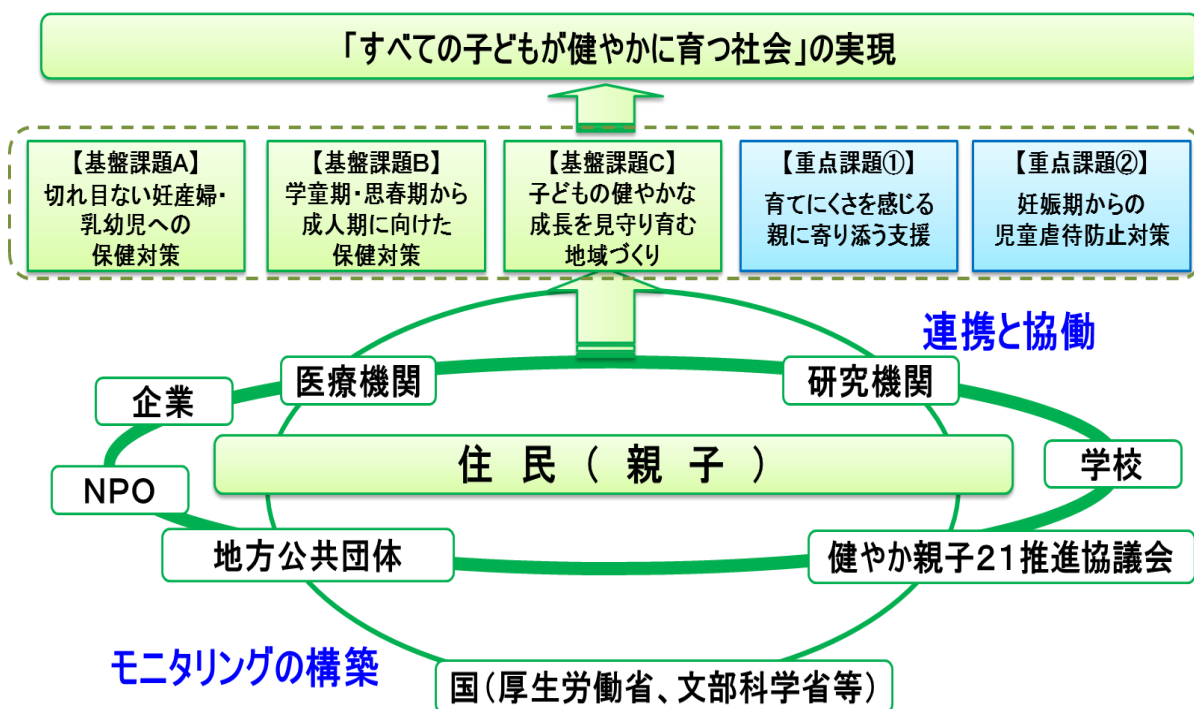 「すべての子どもが健やかに育つ社会」の実現
【基盤課題A】
切れ目ない妊産婦・
乳幼児への
保健対策
【基盤課題B】
学童期・思春期から
成人期に向けた
保健対策
【基盤課題C】
子どもの健やかな
成長を見守り育む
地域づくり
【重点課題①】
育てにくさを感じる
親に寄り添う支援
【重点課題②】
妊娠期からの
児童虐待防止対策
連携と協働
医療機関
研究機関
企業
住民(親子)
学校
NPO
地方公共団体
健やか親子21推進協議会
モニタリングの構築
国(厚生労働省、文部科学省等)